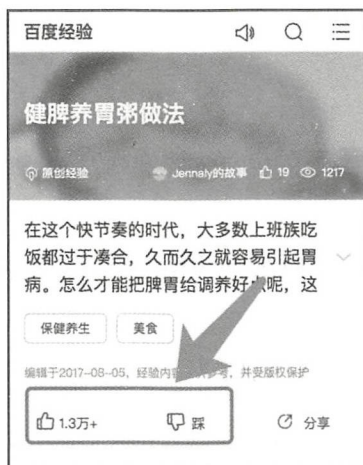 百度经验
健脾养胃粥做法
原创经验 Jennaly的故事 19 1217
在这个快节奏的时代，大多数上班族吃
饭都过于凑合，久而久之就容易引起胃
病。怎么才能把脾胃给调养好呢，这
保健养生 美食
编辑于2017-08-05，经验内容 参考，并受版权保护
1.3万+ 踩 分享